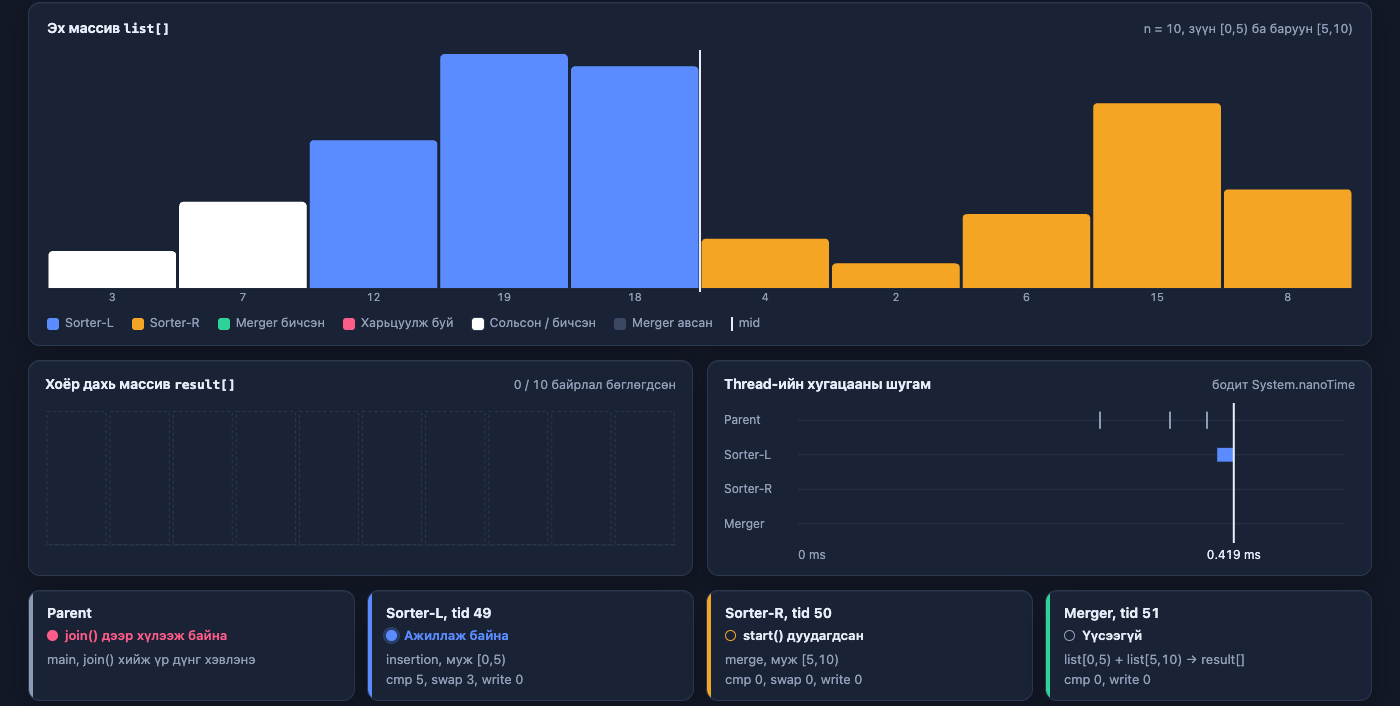 Эх массив list[]
n = 10, зүүн [0,5) ба баруун [5,10)
3 7 12 19 18 4 2 6 15 8
Sorter-L Sorter-R Merger бичсэн Харьцуулж буй Сольсон / бичсэн Merger авсан mid
Хоёр дахь массив result[]
0 / 10 байрлал бөглөгдсөн
Thread-ийн хугацааны шугам
бодит System.nanoTime
Parent
Sorter-L
Sorter-R
Merger
0 ms 0.419 ms
Parent
join() дээр хүлээж байна
main, join() хийж үр дүнг хэвлэнэ
Sorter-L, tid 49
Ажиллаж байна
insertion, муж [0,5)
cmp 5, swap 3, write 0
Sorter-R, tid 50
start() дуудагдсан
merge, муж [5,10)
cmp 0, swap 0, write 0
Merger, tid 51
Үүсээгүй
list[0,5) + list[5,10) → result[]
cmp 0, write 0